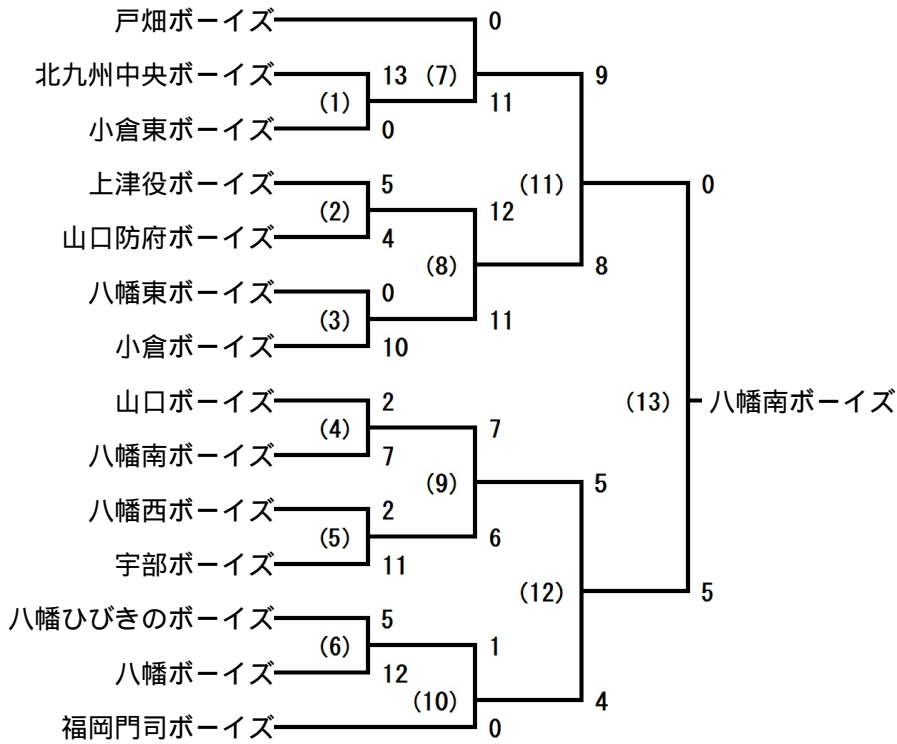 戸畑ボーイズ 0
北九州中央ボーイズ 13 (7) 9
(1) 11
小倉東ボーイズ 0
上津役ボーイズ 5 (11) 0
(2) 12
山口防府ボーイズ 4
(8) 8
八幡東ボーイズ 0
(3) 11
小倉ボーイズ 10
山口ボーイズ 2 (13) 八幡南ボーイズ
(4) 7
八幡南ボーイズ 7
(9) 5
八幡西ボーイズ 2
(5) 6
宇部ボーイズ 11
(12) 5
八幡ひびきのボーイズ 5
(6) 1
八幡ボーイズ 12
(10) 4
福岡門司ボーイズ 0